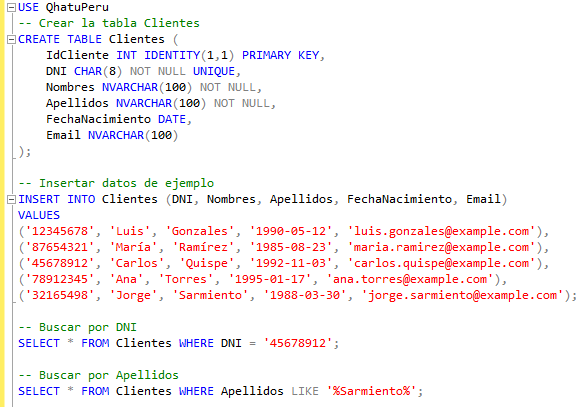 USE QhatuPeru
-- Crear la tabla Clientes
CREATE TABLE Clientes (
    IdCliente INT IDENTITY(1,1) PRIMARY KEY,
    DNI CHAR(8) NOT NULL UNIQUE,
    Nombres NVARCHAR(100) NOT NULL,
    Apellidos NVARCHAR(100) NOT NULL,
    FechaNacimiento DATE,
    Email NVARCHAR(100)
);
-- Insertar datos de ejemplo
INSERT INTO Clientes (DNI, Nombres, Apellidos, FechaNacimiento, Email)
VALUES
('12345678', 'Luis', 'Gonzales', '1990-05-12', 'luis.gonzales@example.com'),
('87654321', 'María', 'Ramírez', '1985-08-23', 'maria.ramirez@example.com'),
('45678912', 'Carlos', 'Quispe', '1992-11-03', 'carlos.quispe@example.com'),
('78912345', 'Ana', 'Torres', '1995-01-17', 'ana.torres@example.com'),
('32165498', 'Jorge', 'Sarmiento', '1988-03-30', 'jorge.sarmiento@example.com');
-- Buscar por DNI
SELECT * FROM Clientes WHERE DNI = '45678912';
-- Buscar por Apellidos
SELECT * FROM Clientes WHERE Apellidos LIKE '%Sarmiento%';